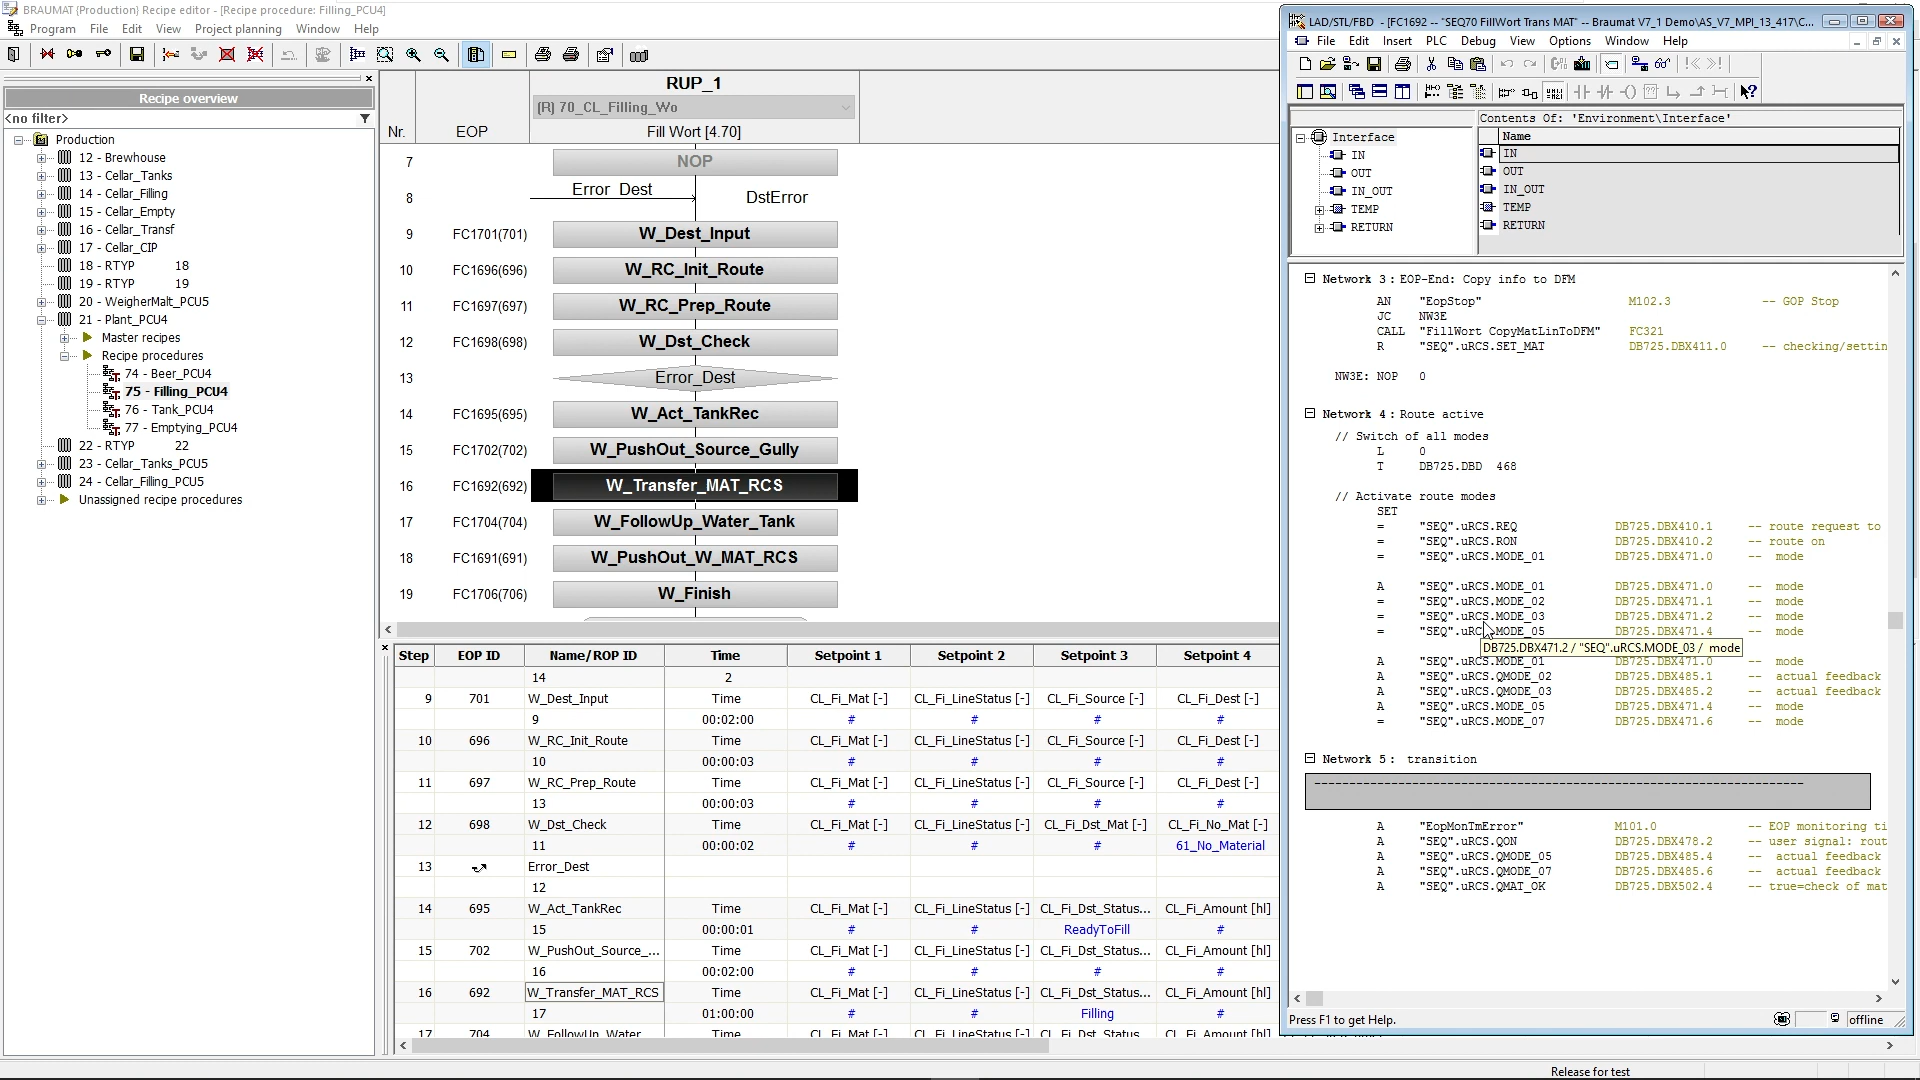 BRAUMAT (Production) Recipe editor - [Recipe procedure: Filling_PCU4]
Program File Edit View Project planning Window Help
Recipe overview
<no filter>
Production
12 - Brewhouse
13 - Cellar_Tanks
14 - Cellar_Filling
15 - Cellar_Empty
16 - Cellar_Transf
17 - Cellar_CIP
18 - RTYP 18
19 - RTYP 19
20 - WeigherMalt_PCU5
21 - Plant_PCU4
Master recipes
Recipe procedures
74 - Beer_PCU4
75 - Filling_PCU4
76 - Tank_PCU4
77 - Emptying_PCU4
22 - RTYP 22
23 - Cellar_Tanks_PCU5
24 - Cellar_Filling_PCU5
Unassigned recipe procedures
RUP_1
(R) 70_CL_Filling_Wo
Nr. EOP Fill Wort [4.70]
7 NOP
8 Error_Dest DstError
9 FC1701(701) W_Dest_Input
10 FC1696(696) W_RC_Init_Route
11 FC1697(697) W_RC_Prep_Route
12 FC1698(698) W_Dst_Check
13 Error_Dest
14 FC1695(695) W_Act_TankRec
15 FC1702(702) W_PushOut_Source_Gully
16 FC1692(692) W_Transfer_MAT_RCS
17 FC1704(704) W_FollowUp_Water_Tank
18 FC1691(691) W_PushOut_W_MAT_RCS
19 FC1706(706) W_Finish
Step EOP ID Name/ROP ID Time Setpoint 1 Setpoint 2 Setpoint 3 Setpoint 4
14 2
9 701 W_Dest_Input Time CL_Fi_Mat [-] CL_Fi_LineStatus [-] CL_Fi_Source [-] CL_Fi_Dest [-]
9 00:02:00 # # # #
10 696 W_RC_Init_Route Time CL_Fi_Mat [-] CL_Fi_LineStatus [-] CL_Fi_Source [-] CL_Fi_Dest [-]
10 00:00:03 # # # #
11 697 W_RC_Prep_Route Time CL_Fi_Mat [-] CL_Fi_LineStatus [-] CL_Fi_Source [-] CL_Fi_Dest [-]
13 00:00:03 # # # #
12 698 W_Dst_Check Time CL_Fi_Mat [-] CL_Fi_LineStatus [-] CL_Fi_Dst_Mat [-] CL_Fi_No_Mat [-]
11 00:00:02 # # # 61_No_Material
13 Error_Dest
12
14 695 W_Act_TankRec Time CL_Fi_Mat [-] CL_Fi_LineStatus [-] CL_Fi_Dst_Status... CL_Fi_Amount [hl]
15 00:00:01 # # ReadyToFill #
15 702 W_PushOut_Source_... Time CL_Fi_Mat [-] CL_Fi_LineStatus [-] CL_Fi_Dst_Status... CL_Fi_Amount [hl]
16 00:02:00 # # # #
16 692 W_Transfer_MAT_RCS Time CL_Fi_Mat [-] CL_Fi_LineStatus [-] CL_Fi_Dst_Status... CL_Fi_Amount [hl]
17 01:00:00 # # Filling #
17 704 W_FollowUp_Water_ Time CL_Fi_Mat [-] CL_Fi_LineStatus [-] CL_Fi_Dst_Status... CL_Fi_Amount [hl]
Release for test
LAD/STL/FBD - [FC1692 -- "SEQ70 FillWort Trans MAT" -- Braumat V7_1 Demo\AS_V7_MPI_13_417\C...
File Edit Insert PLC Debug View Options Window Help
Contents Of: 'Environment\Interface'
Interface
IN
OUT
IN_OUT
TEMP
RETURN
Name
IN
OUT
IN_OUT
TEMP
RETURN
Network 3: EOP-End: Copy info to DFM
AN "EopStop" M102.3 -- GOP Stop
JC NW3E
CALL "FillWort CopyMatLinToDFM" FC321
R "SEQ".uRCS.SET_MAT DB725.DBX411.0 -- checking/settin
NW3E: NOP 0
Network 4: Route active
// Switch of all modes
L 0
T DB725.DBD 468
// Activate route modes
SET
= "SEQ".uRCS.REQ DB725.DBX410.1 -- route request to
= "SEQ".uRCS.RON DB725.DBX410.2 -- route on
= "SEQ".uRCS.MODE_01 DB725.DBX471.0 -- mode
A "SEQ".uRCS.MODE_01 DB725.DBX471.0 -- mode
= "SEQ".uRCS.MODE_02 DB725.DBX471.1 -- mode
= "SEQ".uRCS.MODE_03 DB725.DBX471.2 -- mode
= "SEQ".uRCS.MODE_05 DB725.DBX471.4 -- mode
DB725.DBX471.2 / "SEQ".uRCS.MODE_03 / mode
A "SEQ".uRCS.MODE_01 DB725.DBX471.0 -- mode
A "SEQ".uRCS.QMODE_02 DB725.DBX485.1 -- actual feedback
A "SEQ".uRCS.QMODE_03 DB725.DBX485.2 -- actual feedback
A "SEQ".uRCS.MODE_05 DB725.DBX471.4 -- mode
= "SEQ".uRCS.MODE_07 DB725.DBX471.6 -- mode
Network 5: transition
A "EopMonTmError" M101.0 -- EOP monitoring ti
A "SEQ".uRCS.QON DB725.DBX478.2 -- user signal: rout
A "SEQ".uRCS.QMODE_05 DB725.DBX485.4 -- actual feedback
A "SEQ".uRCS.QMODE_07 DB725.DBX485.6 -- actual feedback
A "SEQ".uRCS.QMAT_OK DB725.DBX502.4 -- true=check of mat
Press F1 to get Help.
offline